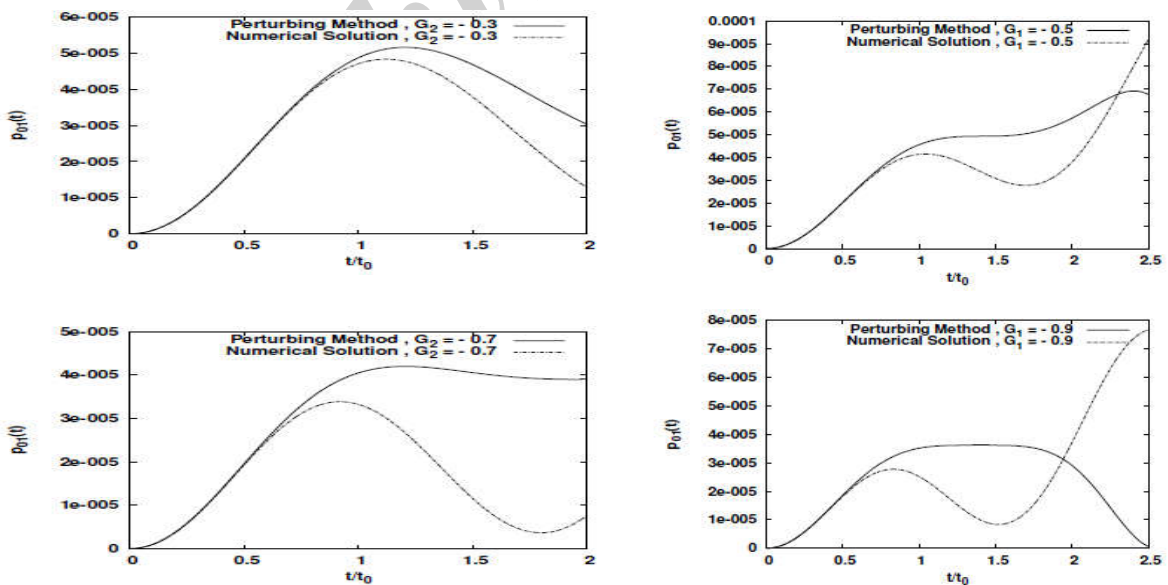 6e-005
5e-005
4e-005
3e-005
2e-005
1e-005
0
p01(t)
Perturbing Method , G2 = - 0.3
Numerical Solution , G2 = - 0.3
0 0.5 1 1.5 2
t/t0
0.0001
9e-005
8e-005
7e-005
6e-005
5e-005
4e-005
3e-005
2e-005
1e-005
0
p01(t)
Perturbing Method , G1 = - 0.5
Numerical Solution , G1 = - 0.5
0 0.5 1 1.5 2 2.5
t/t0
5e-005
4e-005
3e-005
2e-005
1e-005
0
p01(t)
Perturbing Method , G2 = - 0.7
Numerical Solution , G2 = - 0.7
0 0.5 1 1.5 2
t/t0
8e-005
7e-005
6e-005
5e-005
4e-005
3e-005
2e-005
1e-005
0
p01(t)
Perturbing Method , G1 = - 0.9
Numerical Solution , G1 = - 0.9
0 0.5 1 1.5 2 2.5
t/t0